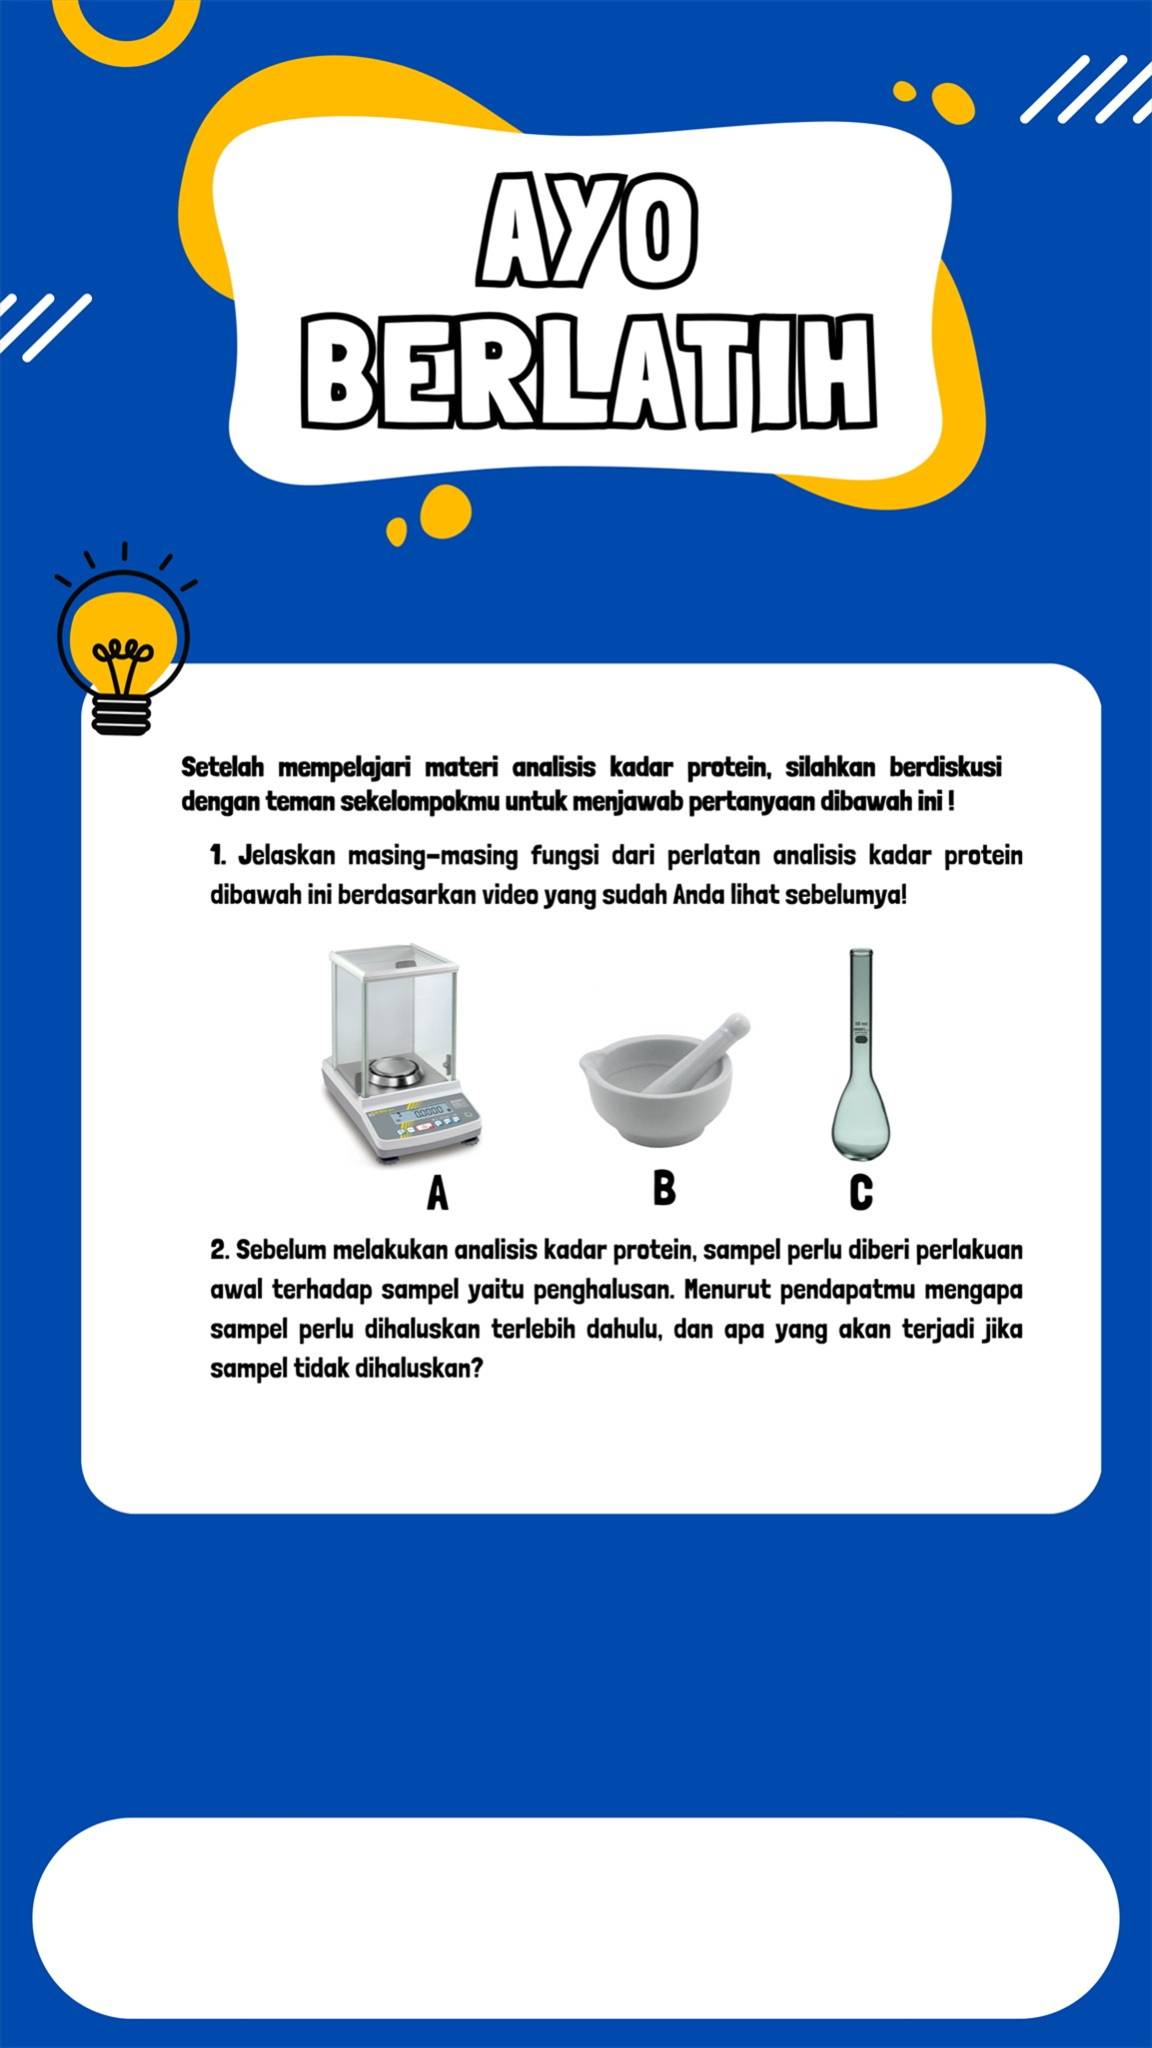 AYO
BERLATIH
Setelah mempelajari materi analisis kadar protein, silahkan berdiskusi
dengan teman sekelompokmu untuk menjawab pertanyaan dibawah ini !
1. Jelaskan masing-masing fungsi dari perlatan analisis kadar protein
dibawah ini berdasarkan video yang sudah Anda lihat sebelumya!
A
B
C
2. Sebelum melakukan analisis kadar protein, sampel perlu diberi perlakuan
awal terhadap sampel yaitu penghalusan. Menurut pendapatmu mengapa
sampel perlu dihaluskan terlebih dahulu, dan apa yang akan terjadi jika
sampel tidak dihaluskan?